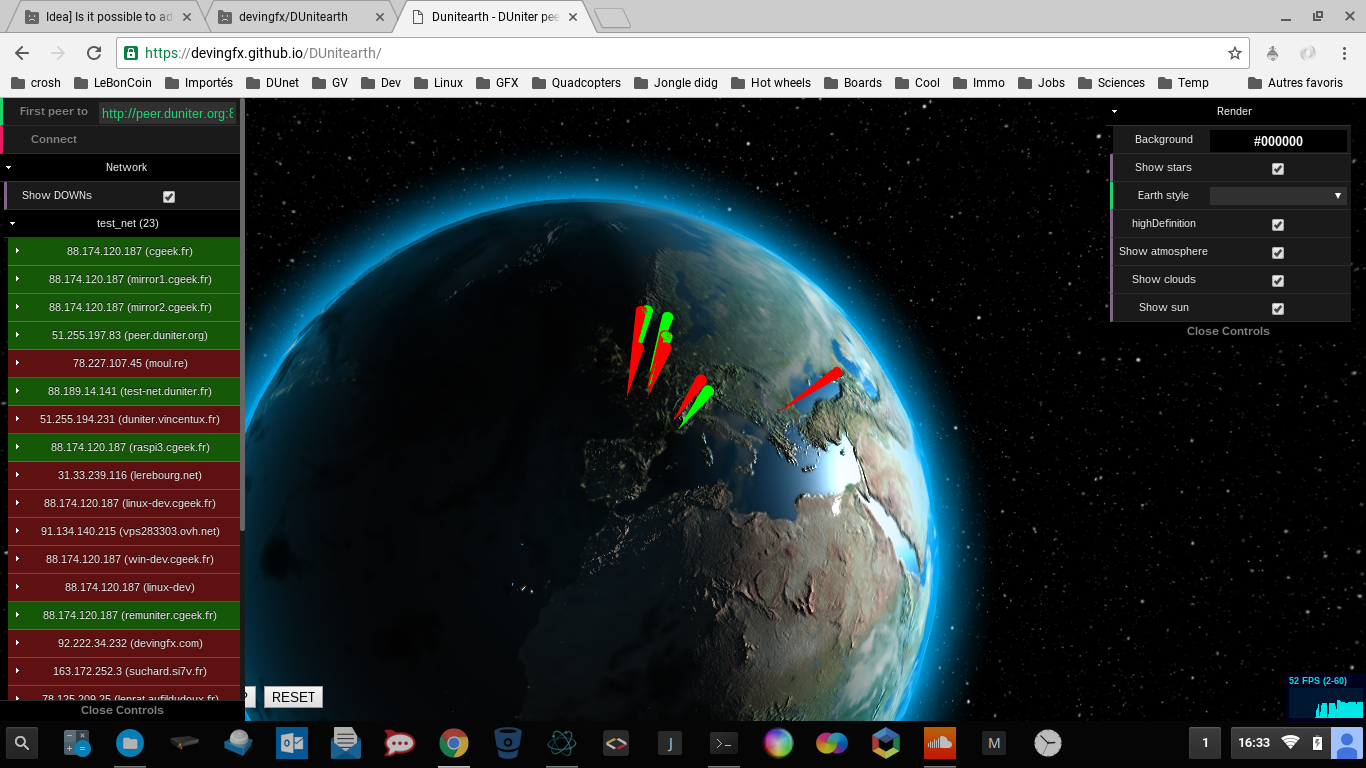 Idea] Is it possible to ad
devingfx/DUnitearth
Dunitearth - DUniter pee
https://devingfx.github.io/DUnitearth/
crosh LeBonCoin Importés DUnet GV Dev Linux GFX Quadcopters Jongle didg Hot wheels Boards Cool Immo Jobs Sciences Temp Autres favoris
First peer to http://peer.duniter.org:8
Connect
Network
Show DOWNs
test_net (23)
88.174.120.187 (cgeek.fr)
88.174.120.187 (mirror1.cgeek.fr)
88.174.120.187 (mirror2.cgeek.fr)
51.255.197.83 (peer.duniter.org)
78.227.107.45 (moul.re)
88.189.14.141 (test-net.duniter.fr)
51.255.194.231 (duniter.vincentux.fr)
88.174.120.187 (raspi3.cgeek.fr)
31.33.239.116 (lerebourg.net)
88.174.120.187 (linux-dev.cgeek.fr)
91.134.140.215 (vps283303.ovh.net)
88.174.120.187 (win-dev.cgeek.fr)
88.174.120.187 (linux-dev)
88.174.120.187 (remuniter.cgeek.fr)
92.222.34.232 (devingfx.com)
163.172.252.3 (suchard.si7v.fr)
78.125.209.25 (leprat.aufildudoux.fr)
Close Controls
RESET
Render
Background #000000
Show stars
Earth style
highDefinition
Show atmosphere
Show clouds
Show sun
Close Controls
52 FPS (2-60)
J
M
1
16:33